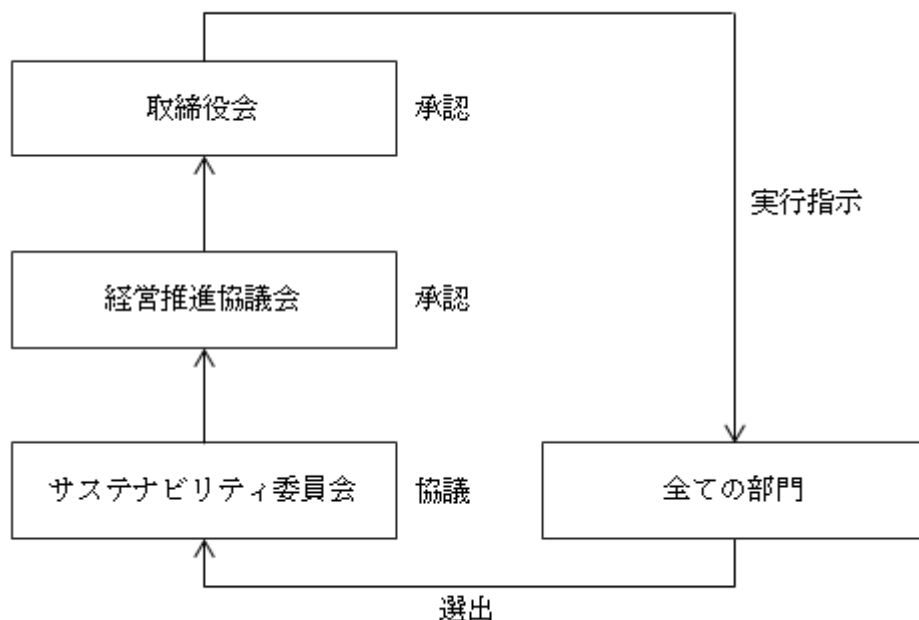 取締役会
承認
実行指示
経営推進協議会
承認
サステナビリティ委員会
協議
全ての部門
選出